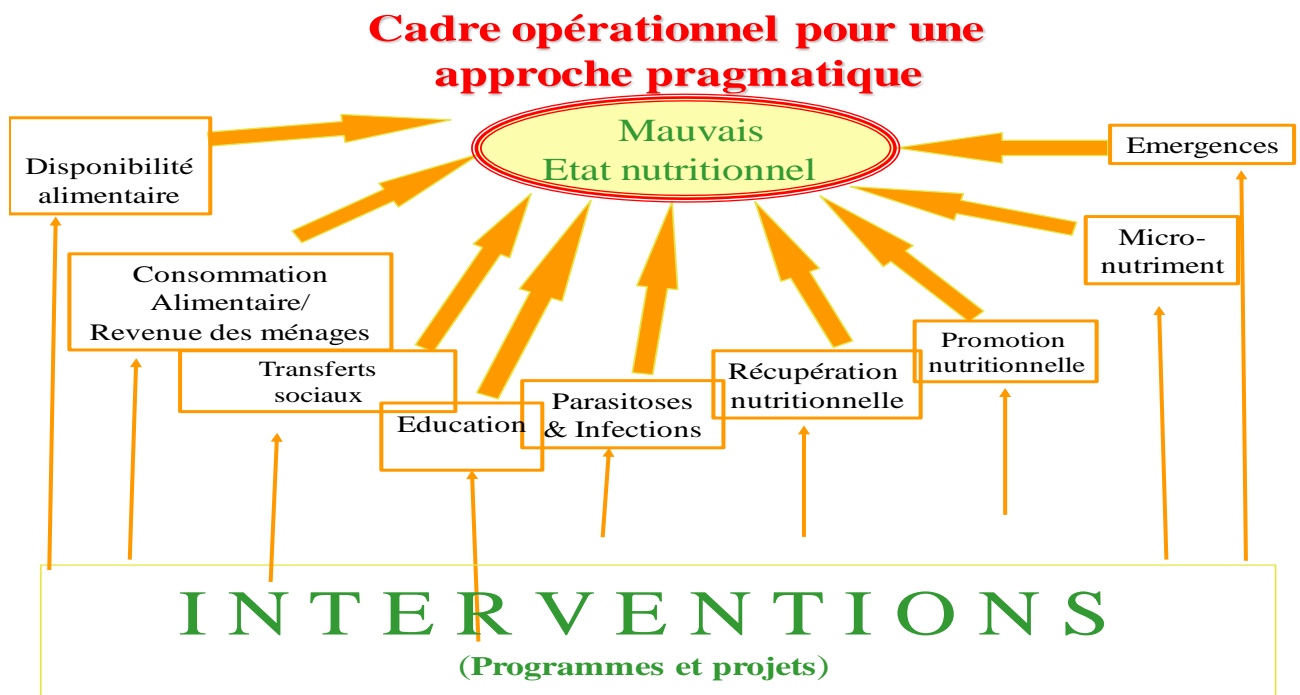 Cadre opérationnel pour une
approche pragmatique
Mauvais
Etat nutritionnel
Disponibilité
alimentaire
Emergences
Micro-
nutriment
Consommation
Alimentaire/
Revenue des ménages
Transferts
sociaux
Education
Parasitoses
& Infections
Récupération
nutritionnelle
Promotion
nutritionnelle
INTERVENTIONS
(Programmes et projets)